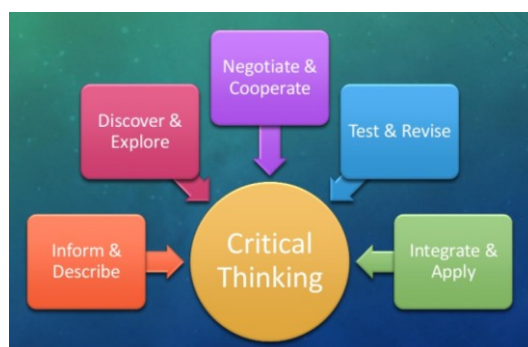 Negotiate &
Cooperate
Discover &
Explore
Test & Revise
Inform &
Describe
Critical
Thinking
Integrate &
Apply